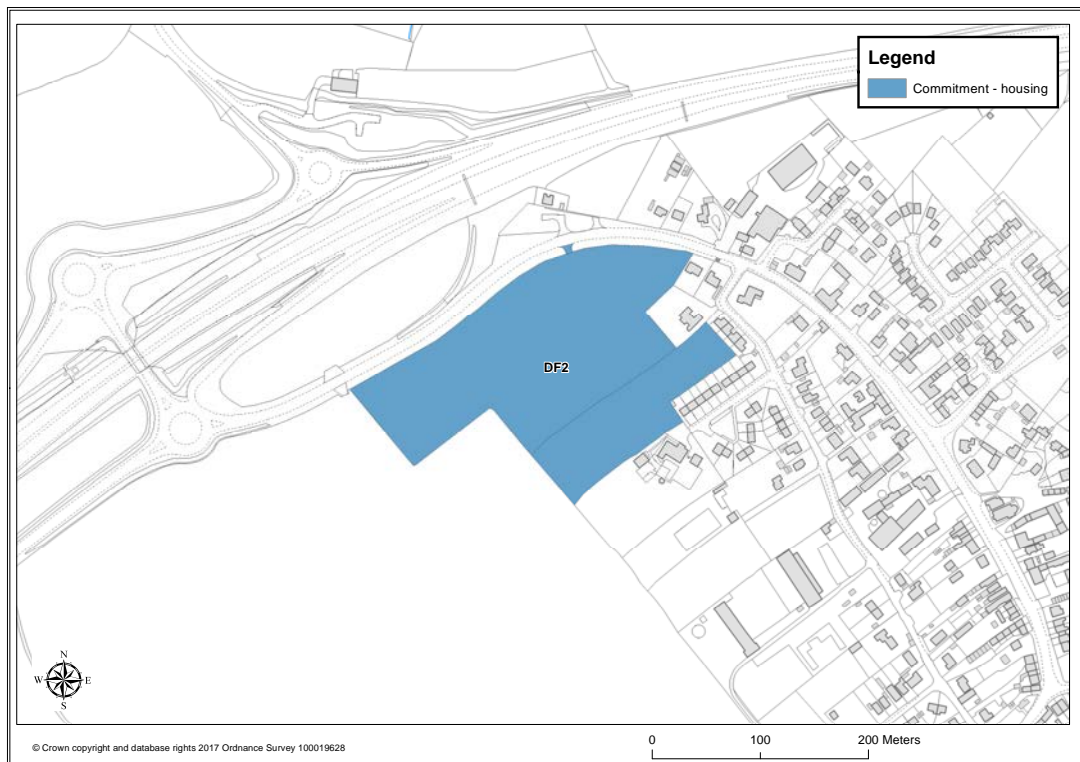 Legend
Commitment - housing
DF2
N
W E
S
© Crown copyright and database rights 2017 Ordnance Survey 100019628
0 100 200 Meters